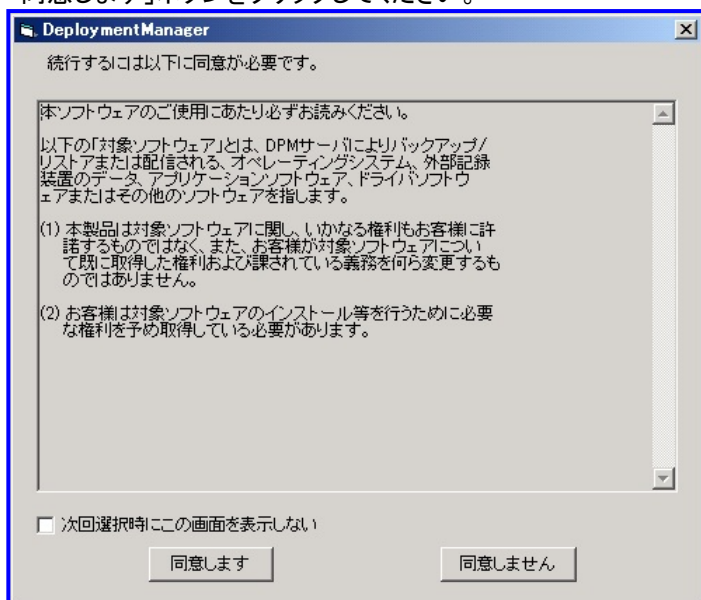 「同意します」ボタンをクリックしてください。
DeploymentManager
続行するには以下に同意が必要です。
本ソフトウェアのご使用にあたり必ずお読みください。
以下の「対象ソフトウェア」とは、DPMサーバによりバックアップ/
リストアまたは配信される、オペレーティングシステム、外部記録
装置のデータ、アプリケーションソフトウェア、ドライバソフトウ
ェアまたはその他のソフトウェアを指します。
(1) 本製品は対象ソフトウェアに関し、いかなる権利もお客様に許
諾するものではなく、また、お客様が対象ソフトウェアについ
て既に取得した権利および課されている義務を何ら変更するも
のではありません。
(2) お客様は対象ソフトウェアのインストール等を行うために必要
な権利を予め取得している必要があります。
次回選択時にこの画面を表示しない
同意します
同意しません